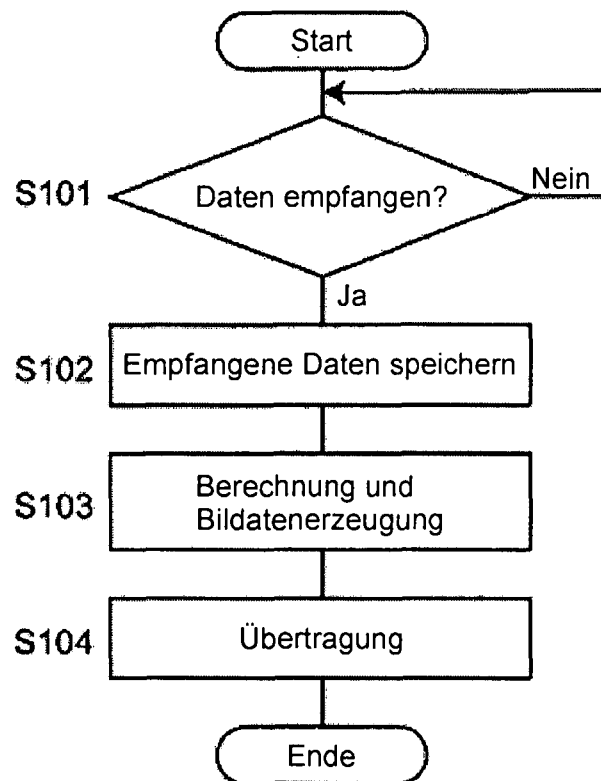 Start
S101
Daten empfangen?
Nein
Ja
S102
Empfangene Daten speichern
S103
Berechnung und
Bildatenerzeugung
S104
Übertragung
Ende